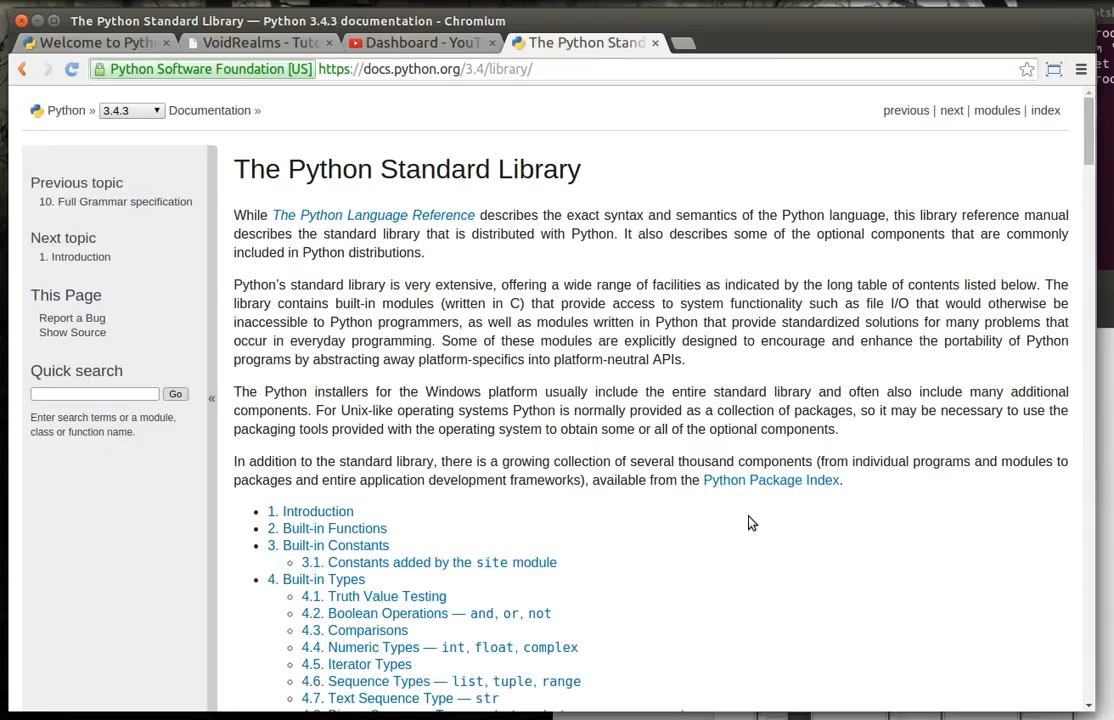 The Python Standard Library — Python 3.4.3 documentation - Chromium
Welcome to Pyth
VoidRealms - Tuto
Dashboard - YouT
The Python Stand
Python Software Foundation [US] https://docs.python.org/3.4/library/
Python » 3.4.3 Documentation »
previous | next | modules | index
Previous topic
10. Full Grammar specification
Next topic
1. Introduction
This Page
Report a Bug
Show Source
Quick search
Go
Enter search terms or a module,
class or function name.
«
The Python Standard Library
While The Python Language Reference describes the exact syntax and semantics of the Python language, this library reference manual
describes the standard library that is distributed with Python. It also describes some of the optional components that are commonly
included in Python distributions.
Python's standard library is very extensive, offering a wide range of facilities as indicated by the long table of contents listed below. The
library contains built-in modules (written in C) that provide access to system functionality such as file I/O that would otherwise be
inaccessible to Python programmers, as well as modules written in Python that provide standardized solutions for many problems that
occur in everyday programming. Some of these modules are explicitly designed to encourage and enhance the portability of Python
programs by abstracting away platform-specifics into platform-neutral APIs.
The Python installers for the Windows platform usually include the entire standard library and often also include many additional
components. For Unix-like operating systems Python is normally provided as a collection of packages, so it may be necessary to use the
packaging tools provided with the operating system to obtain some or all of the optional components.
In addition to the standard library, there is a growing collection of several thousand components (from individual programs and modules to
packages and entire application development frameworks), available from the Python Package Index.
1. Introduction
2. Built-in Functions
3. Built-in Constants
3.1. Constants added by the site module
4. Built-in Types
4.1. Truth Value Testing
4.2. Boolean Operations — and, or, not
4.3. Comparisons
4.4. Numeric Types — int, float, complex
4.5. Iterator Types
4.6. Sequence Types — list, tuple, range
4.7. Text Sequence Type — str